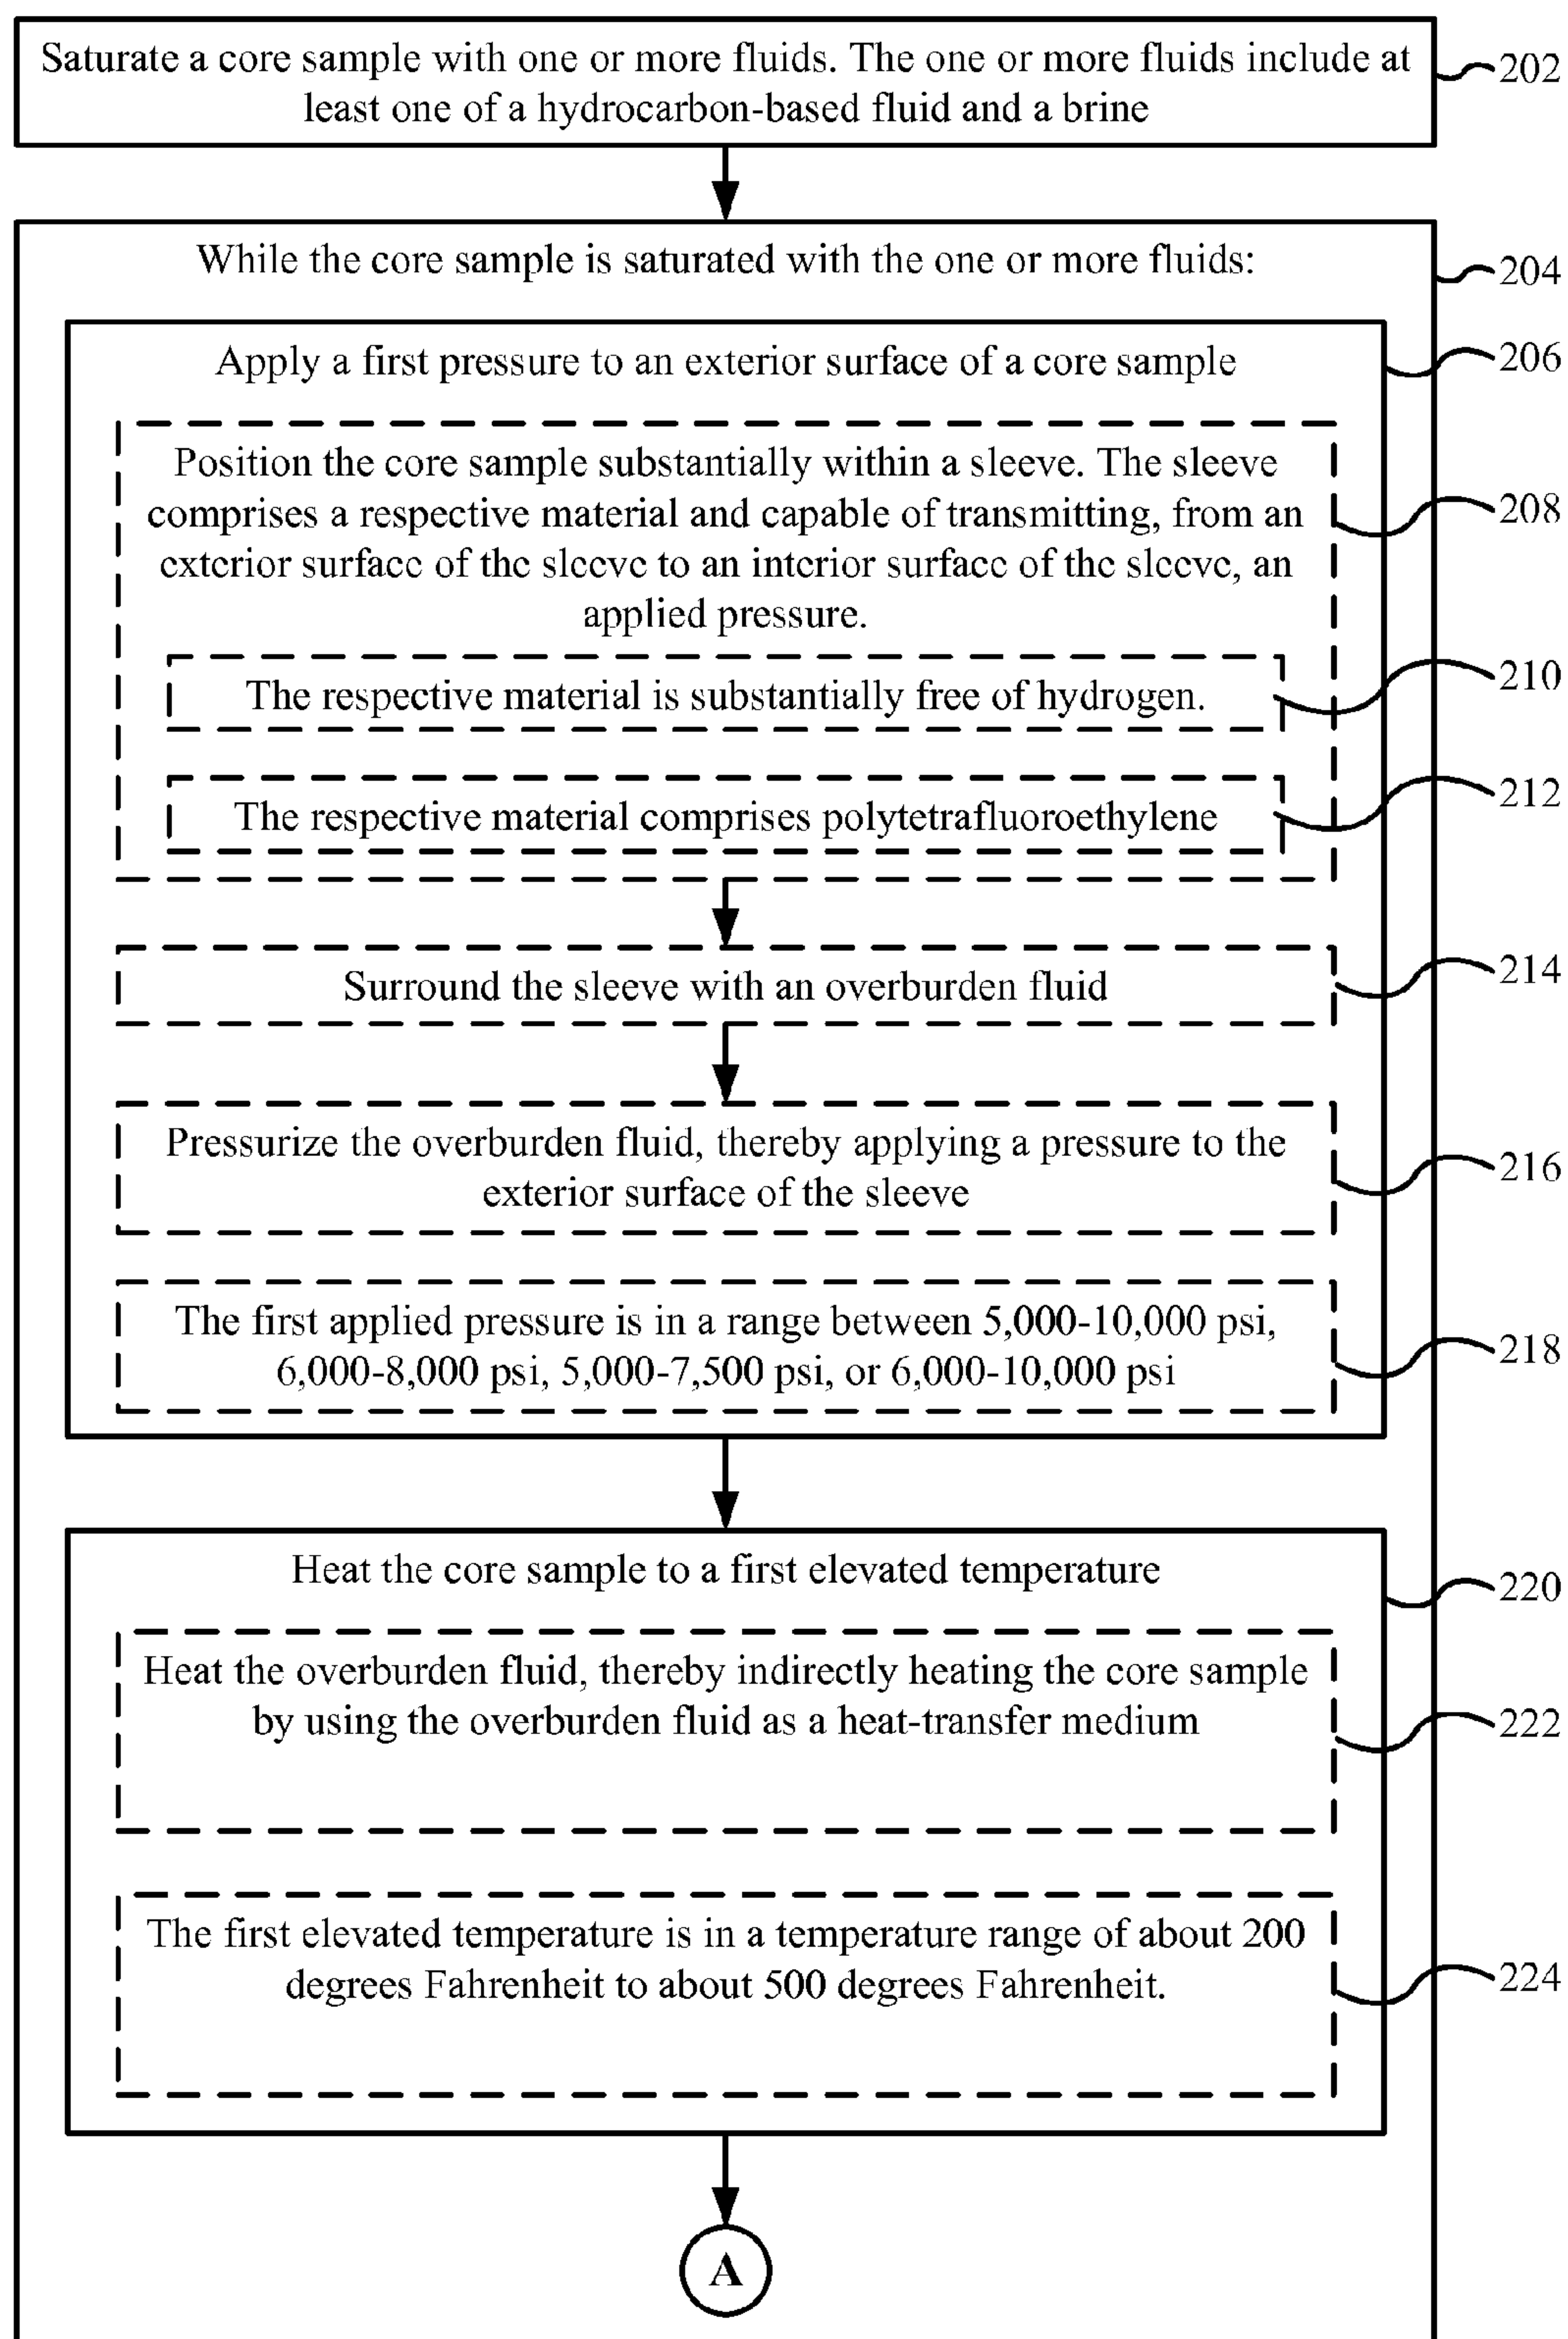 Saturate a core sample with one or more fluids. The one or more fluids include at
least one of a hydrocarbon-based fluid and a brine
202
While the core sample is saturated with the one or more fluids:
204
Apply a first pressure to an exterior surface of a core sample
206
Position the core sample substantially within a sleeve. The sleeve
comprises a respective material and capable of transmitting, from an
exterior surface of the sleeve to an interior surface of the sleeve, an
applied pressure.
208
The respective material is substantially free of hydrogen.
210
The respective material comprises polytetrafluoroethylene
212
Surround the sleeve with an overburden fluid
214
Pressurize the overburden fluid, thereby applying a pressure to the
exterior surface of the sleeve
216
The first applied pressure is in a range between 5,000-10,000 psi,
6,000-8,000 psi, 5,000-7,500 psi, or 6,000-10,000 psi
218
Heat the core sample to a first elevated temperature
220
Heat the overburden fluid, thereby indirectly heating the core sample
by using the overburden fluid as a heat-transfer medium
222
The first elevated temperature is in a temperature range of about 200
degrees Fahrenheit to about 500 degrees Fahrenheit.
224
A